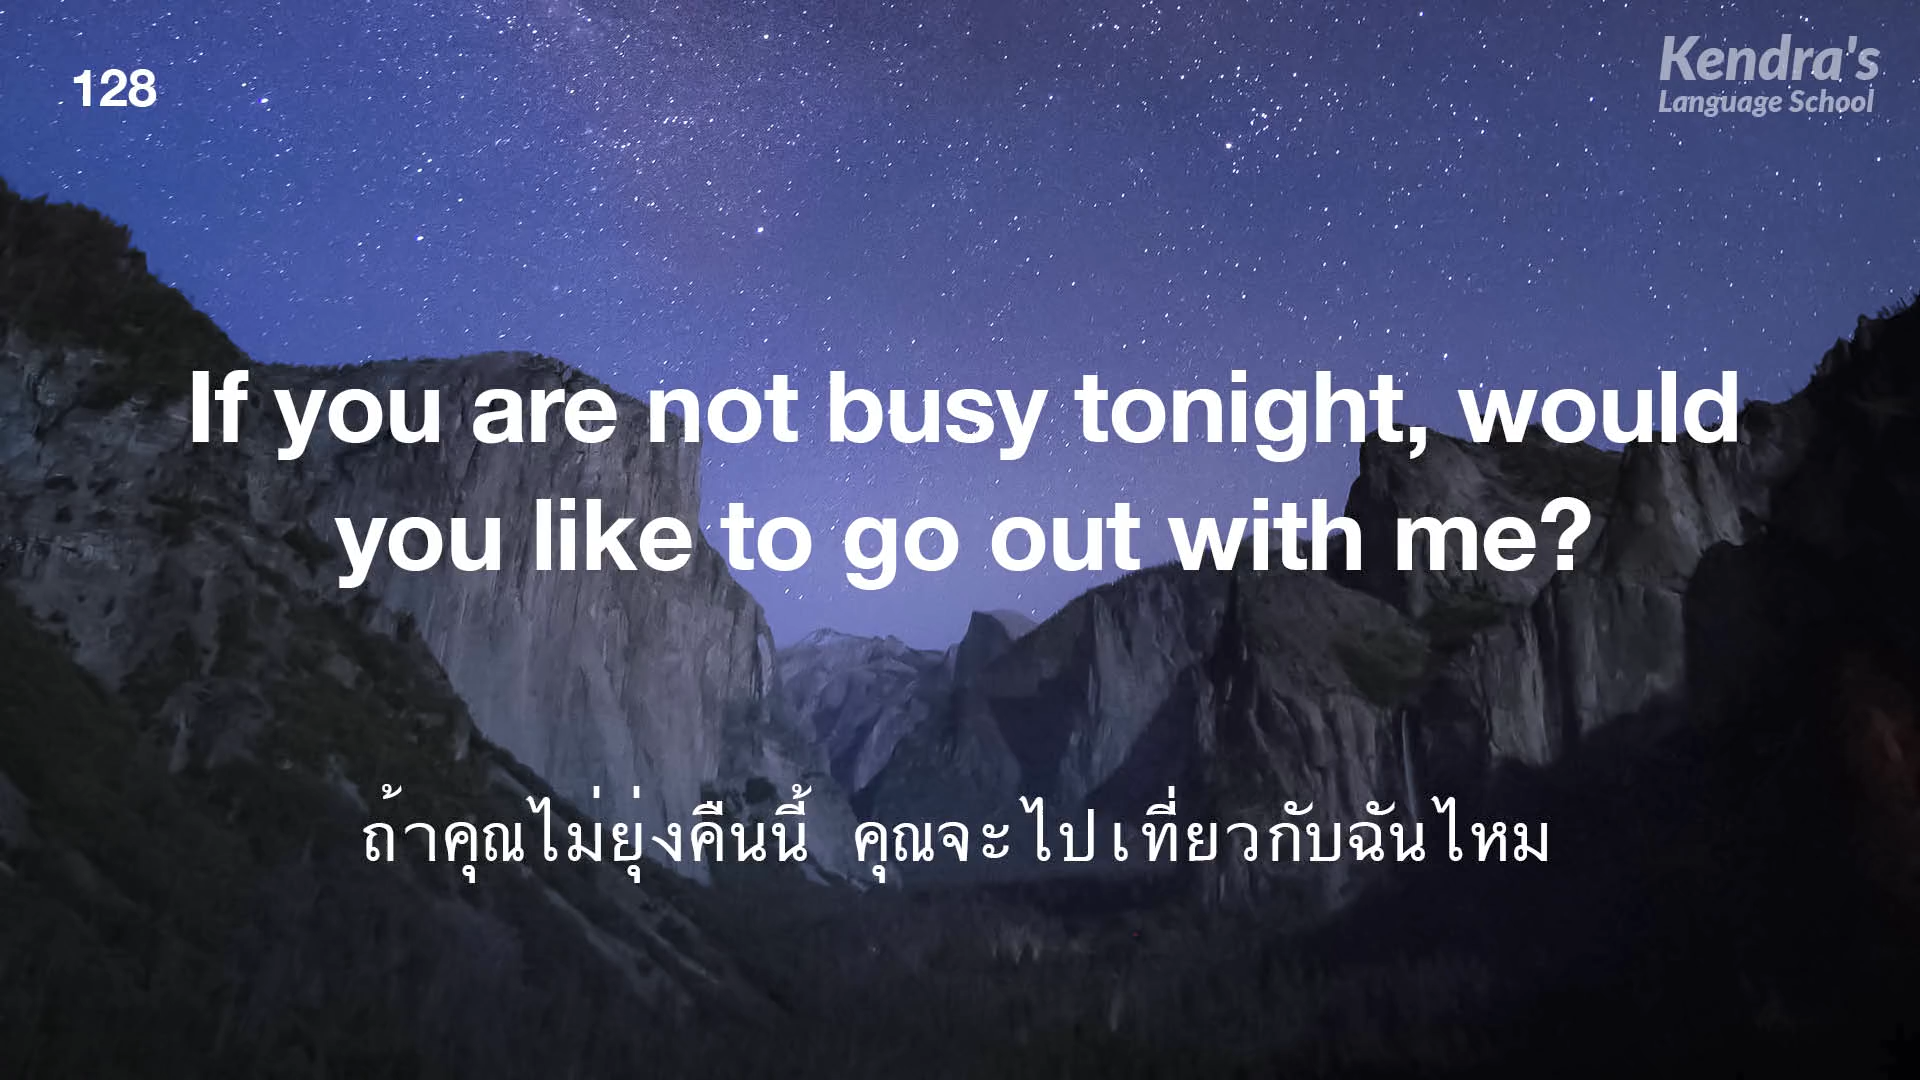 128
Kendra's
Language School
If you are not busy tonight, would
you like to go out with me?
ถ้าคุณไม่ยุ่งคืนนี้ คุณจะไปเที่ยวกับฉันไหม